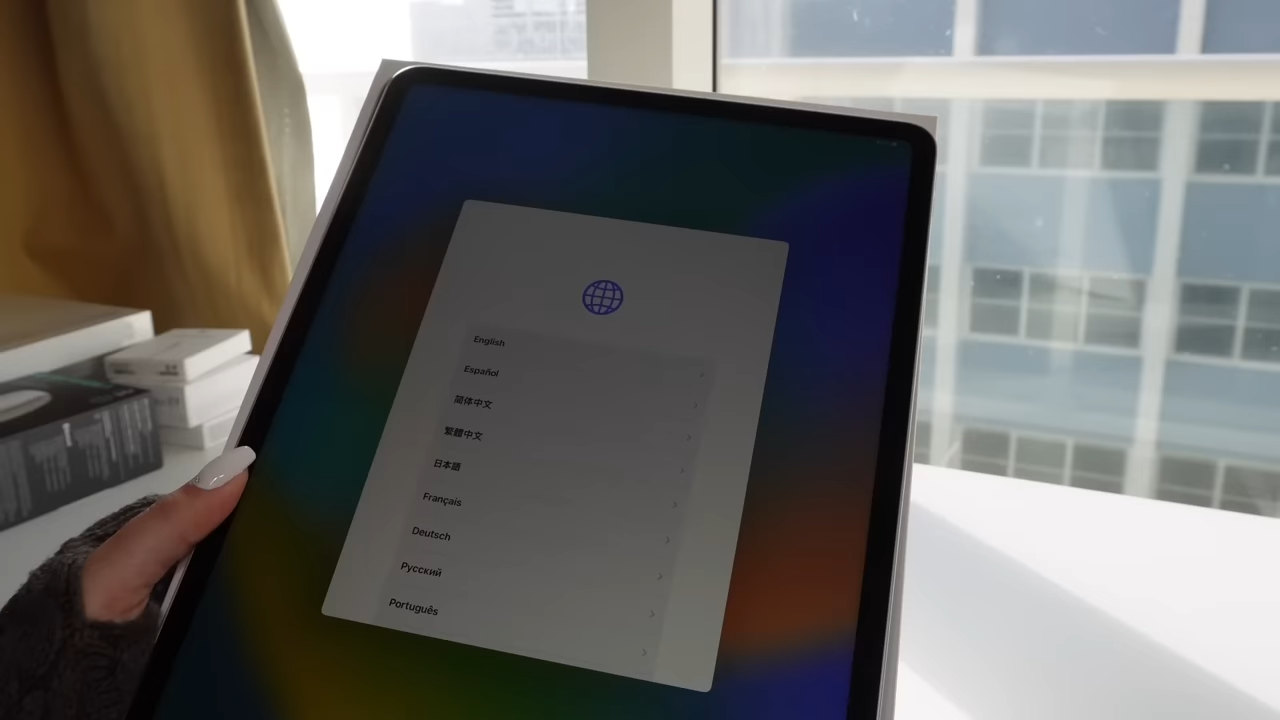 English
Español
简体中文
繁體中文
日本語
Français
Deutsch
Русский
Português